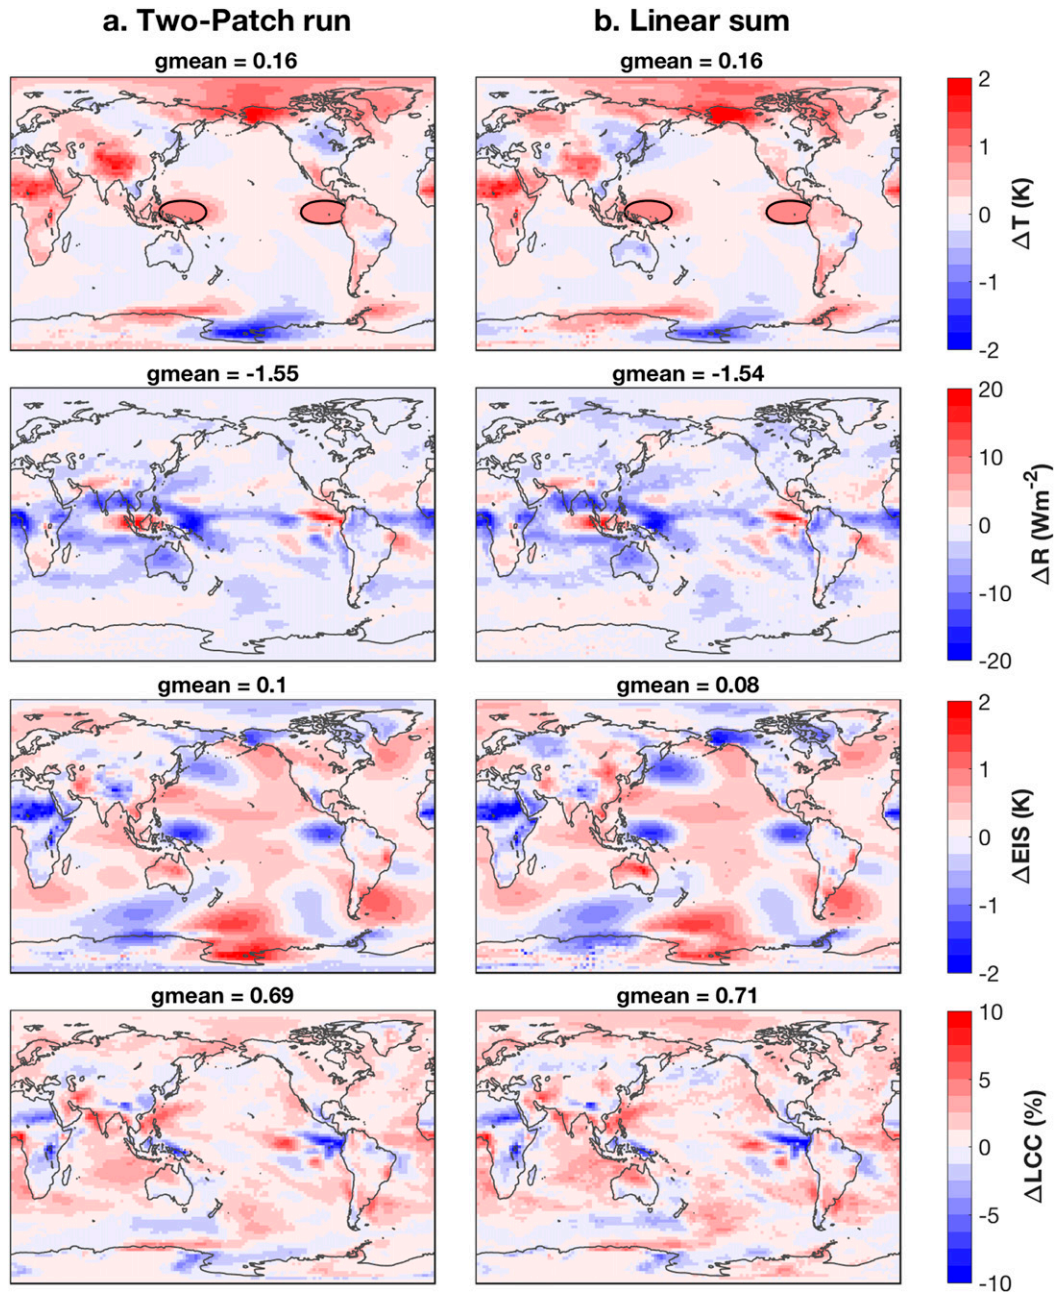 a. Two-Patch run
b. Linear sum
gmean = 0.16
gmean = 0.16
2
1
0
-1
-2
ΔT (K)
gmean = -1.55
gmean = -1.54
20
10
0
-10
-20
ΔR (Wm⁻²)
gmean = 0.1
gmean = 0.08
2
1
0
-1
-2
ΔEIS (K)
gmean = 0.69
gmean = 0.71
10
5
0
-5
-10
ΔLCC (%)